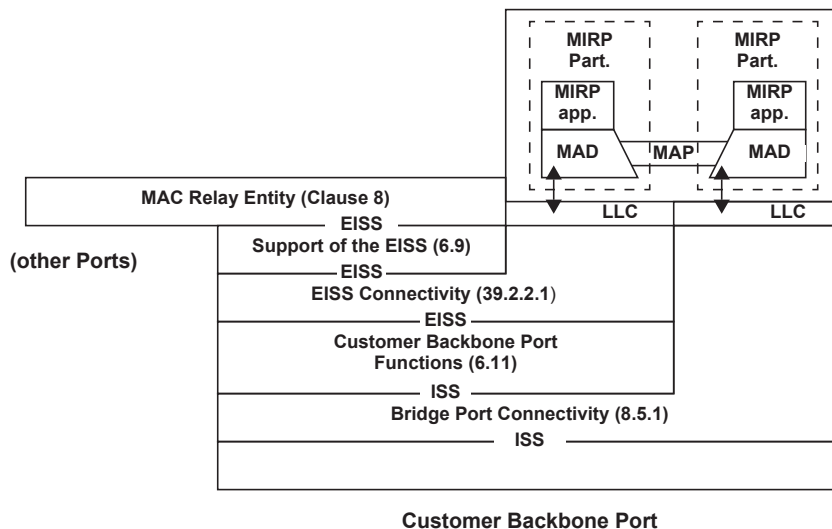 MIRP Part.
MIRP Part.
MIRP app.
MIRP app.
MAD
MAP
MAD
MAC Relay Entity (Clause 8)
LLC
LLC
EISS
Support of the EISS (6.9)
(other Ports)
EISS
EISS Connectivity (39.2.2.1)
EISS
Customer Backbone Port
Functions (6.11)
ISS
Bridge Port Connectivity (8.5.1)
ISS
Customer Backbone Port